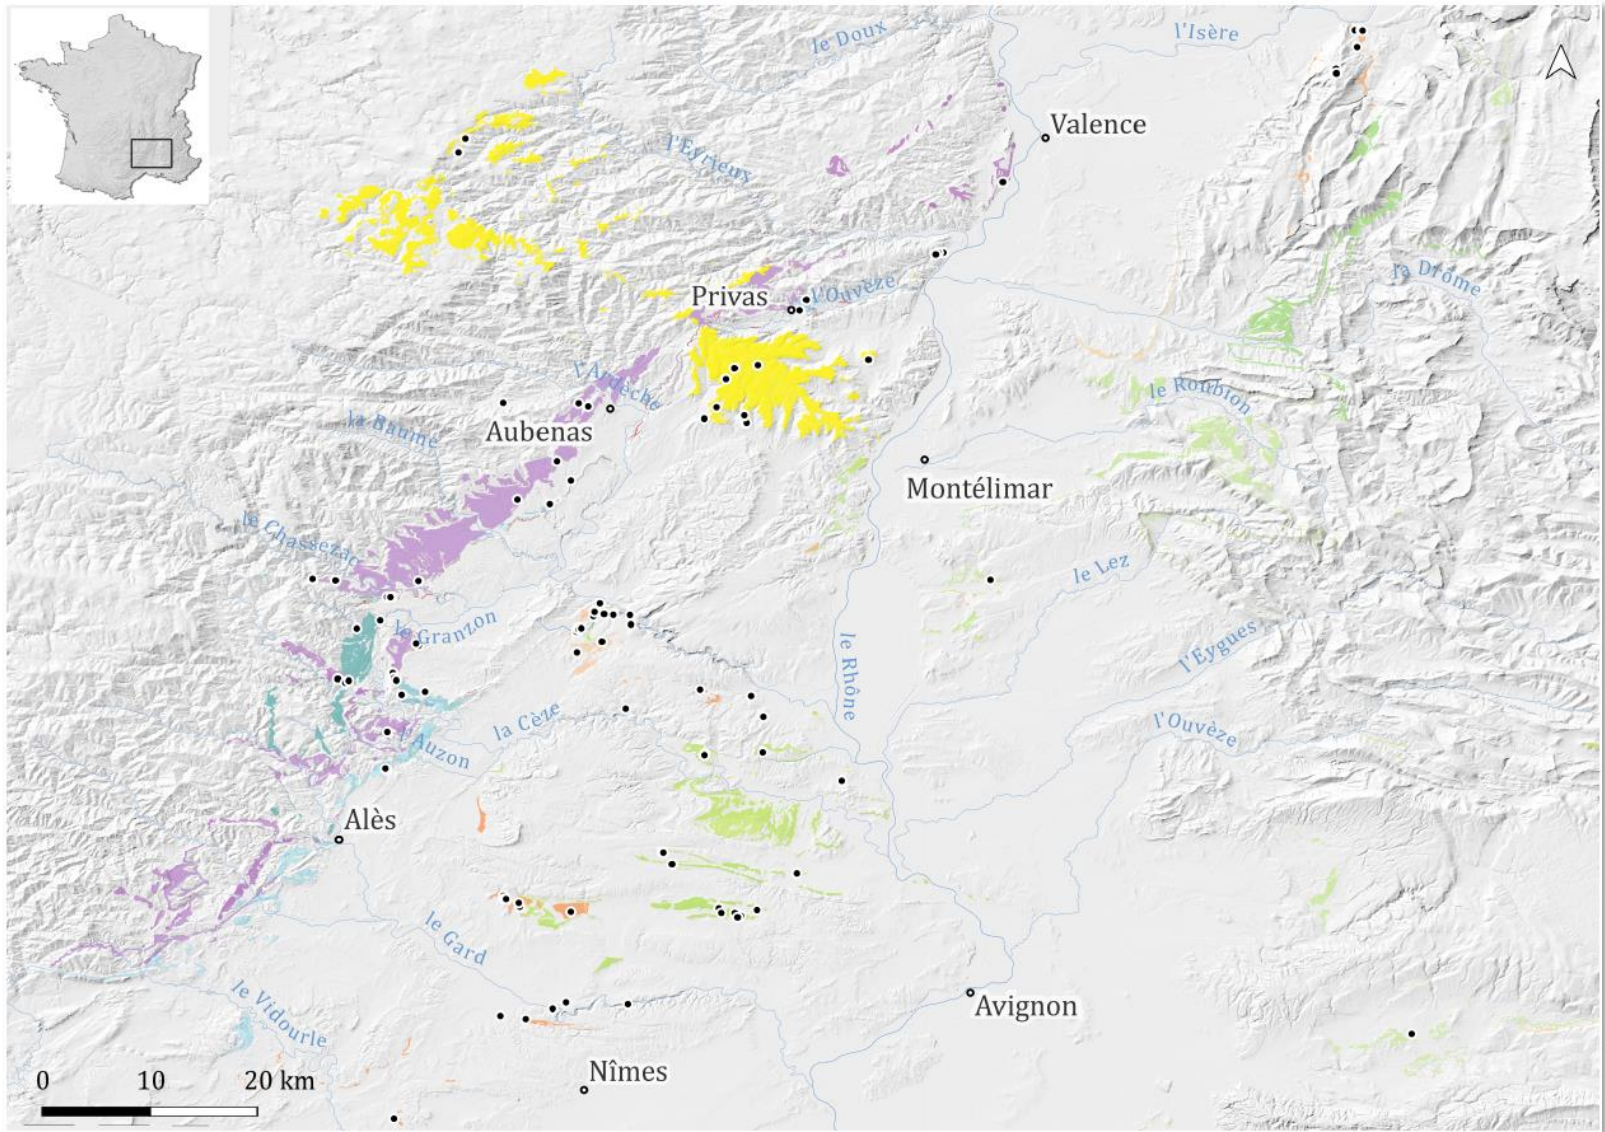 le Doux
l'Isère
Valence
l'Eyrieux
la Drôme
Privas
l'Ouvèze
l'Ardèche
le Roubion
la Baume
Aubenas
Montélimar
le Chassezac
le Lez
le Granzon
l'Eygues
le Rhône
la Cèze
l'Ouvèze
l'Auzon
Alès
le Gard
le Vidourle
Avignon
Nîmes
0 10 20 km